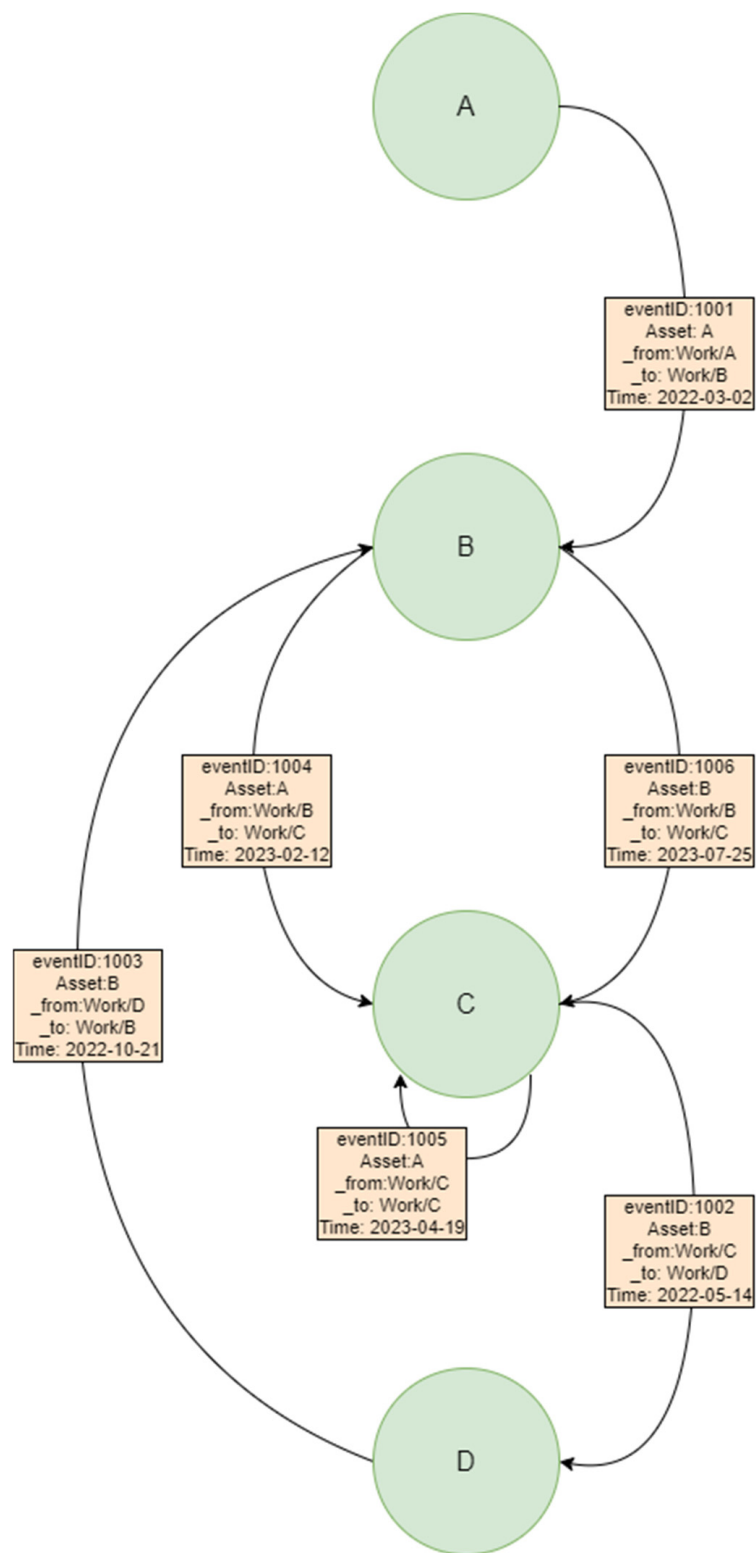 A
eventID:1001
Asset: A
_from:Work/A
_to: Work/B
Time: 2022-03-02
B
eventID:1004
Asset:A
_from:Work/B
_to: Work/C
Time: 2023-02-12
eventID:1006
Asset:B
_from:Work/B
_to: Work/C
Time: 2023-07-25
eventID:1003
Asset:B
_from:Work/D
_to: Work/B
Time: 2022-10-21
C
eventID:1005
Asset:A
_from:Work/C
_to: Work/C
Time: 2023-04-19
eventID:1002
Asset:B
_from:Work/C
_to: Work/D
Time: 2022-05-14
D